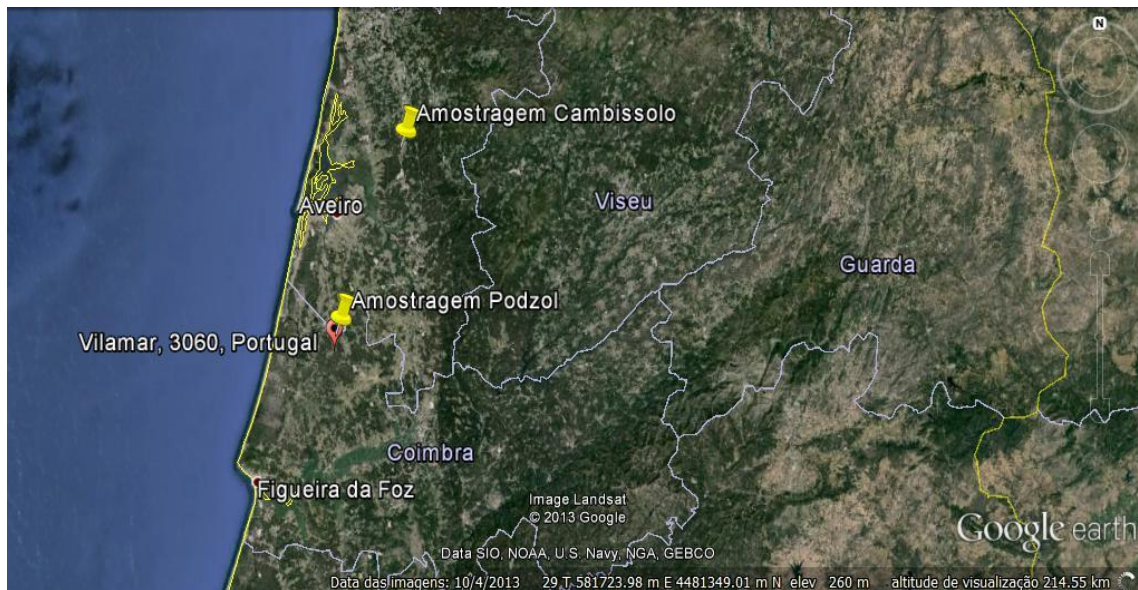 N
Amostragem Cambissolo
Viseu
Aveiro
Guarda
Amostragem Podzol
Vilamar, 3060, Portugal
Coimbra
Figueira da Foz
Image Landsat
© 2013 Google
Google earth
Data SIO, NOAA, U.S. Navy, NGA, GEBCO
Data das imagens: 10/4/2013 29 T 581723.98 m E 4481349.01 m N elev 260 m altitude de visualização 214.55 km